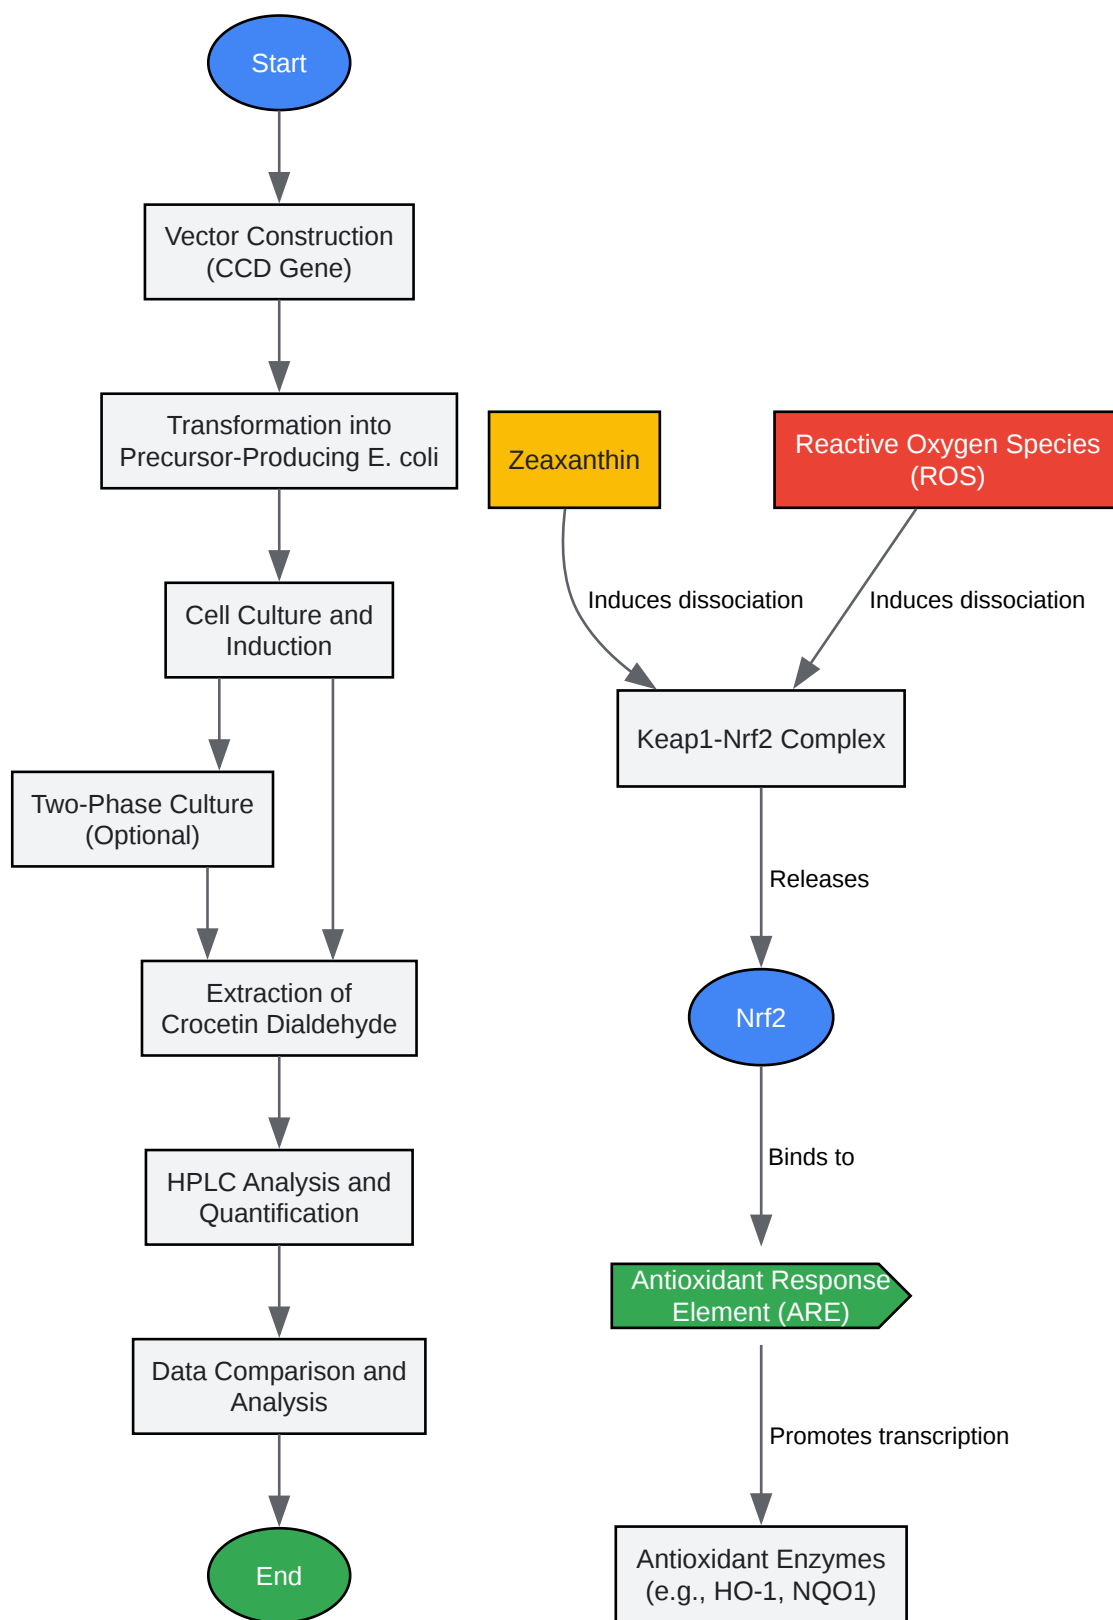 Start
Vector Construction
(CCD Gene)
Transformation into
Precursor-Producing E. coli
Cell Culture and
Induction
Two-Phase Culture
(Optional)
Extraction of
Crocetin Dialdehyde
HPLC Analysis and
Quantification
Data Comparison and
Analysis
End
Zeaxanthin
Reactive Oxygen Species
(ROS)
Induces dissociation
Induces dissociation
Keap1-Nrf2 Complex
Releases
Nrf2
Binds to
Antioxidant Response
Element (ARE)
Promotes transcription
Antioxidant Enzymes
(e.g., HO-1, NQO1)